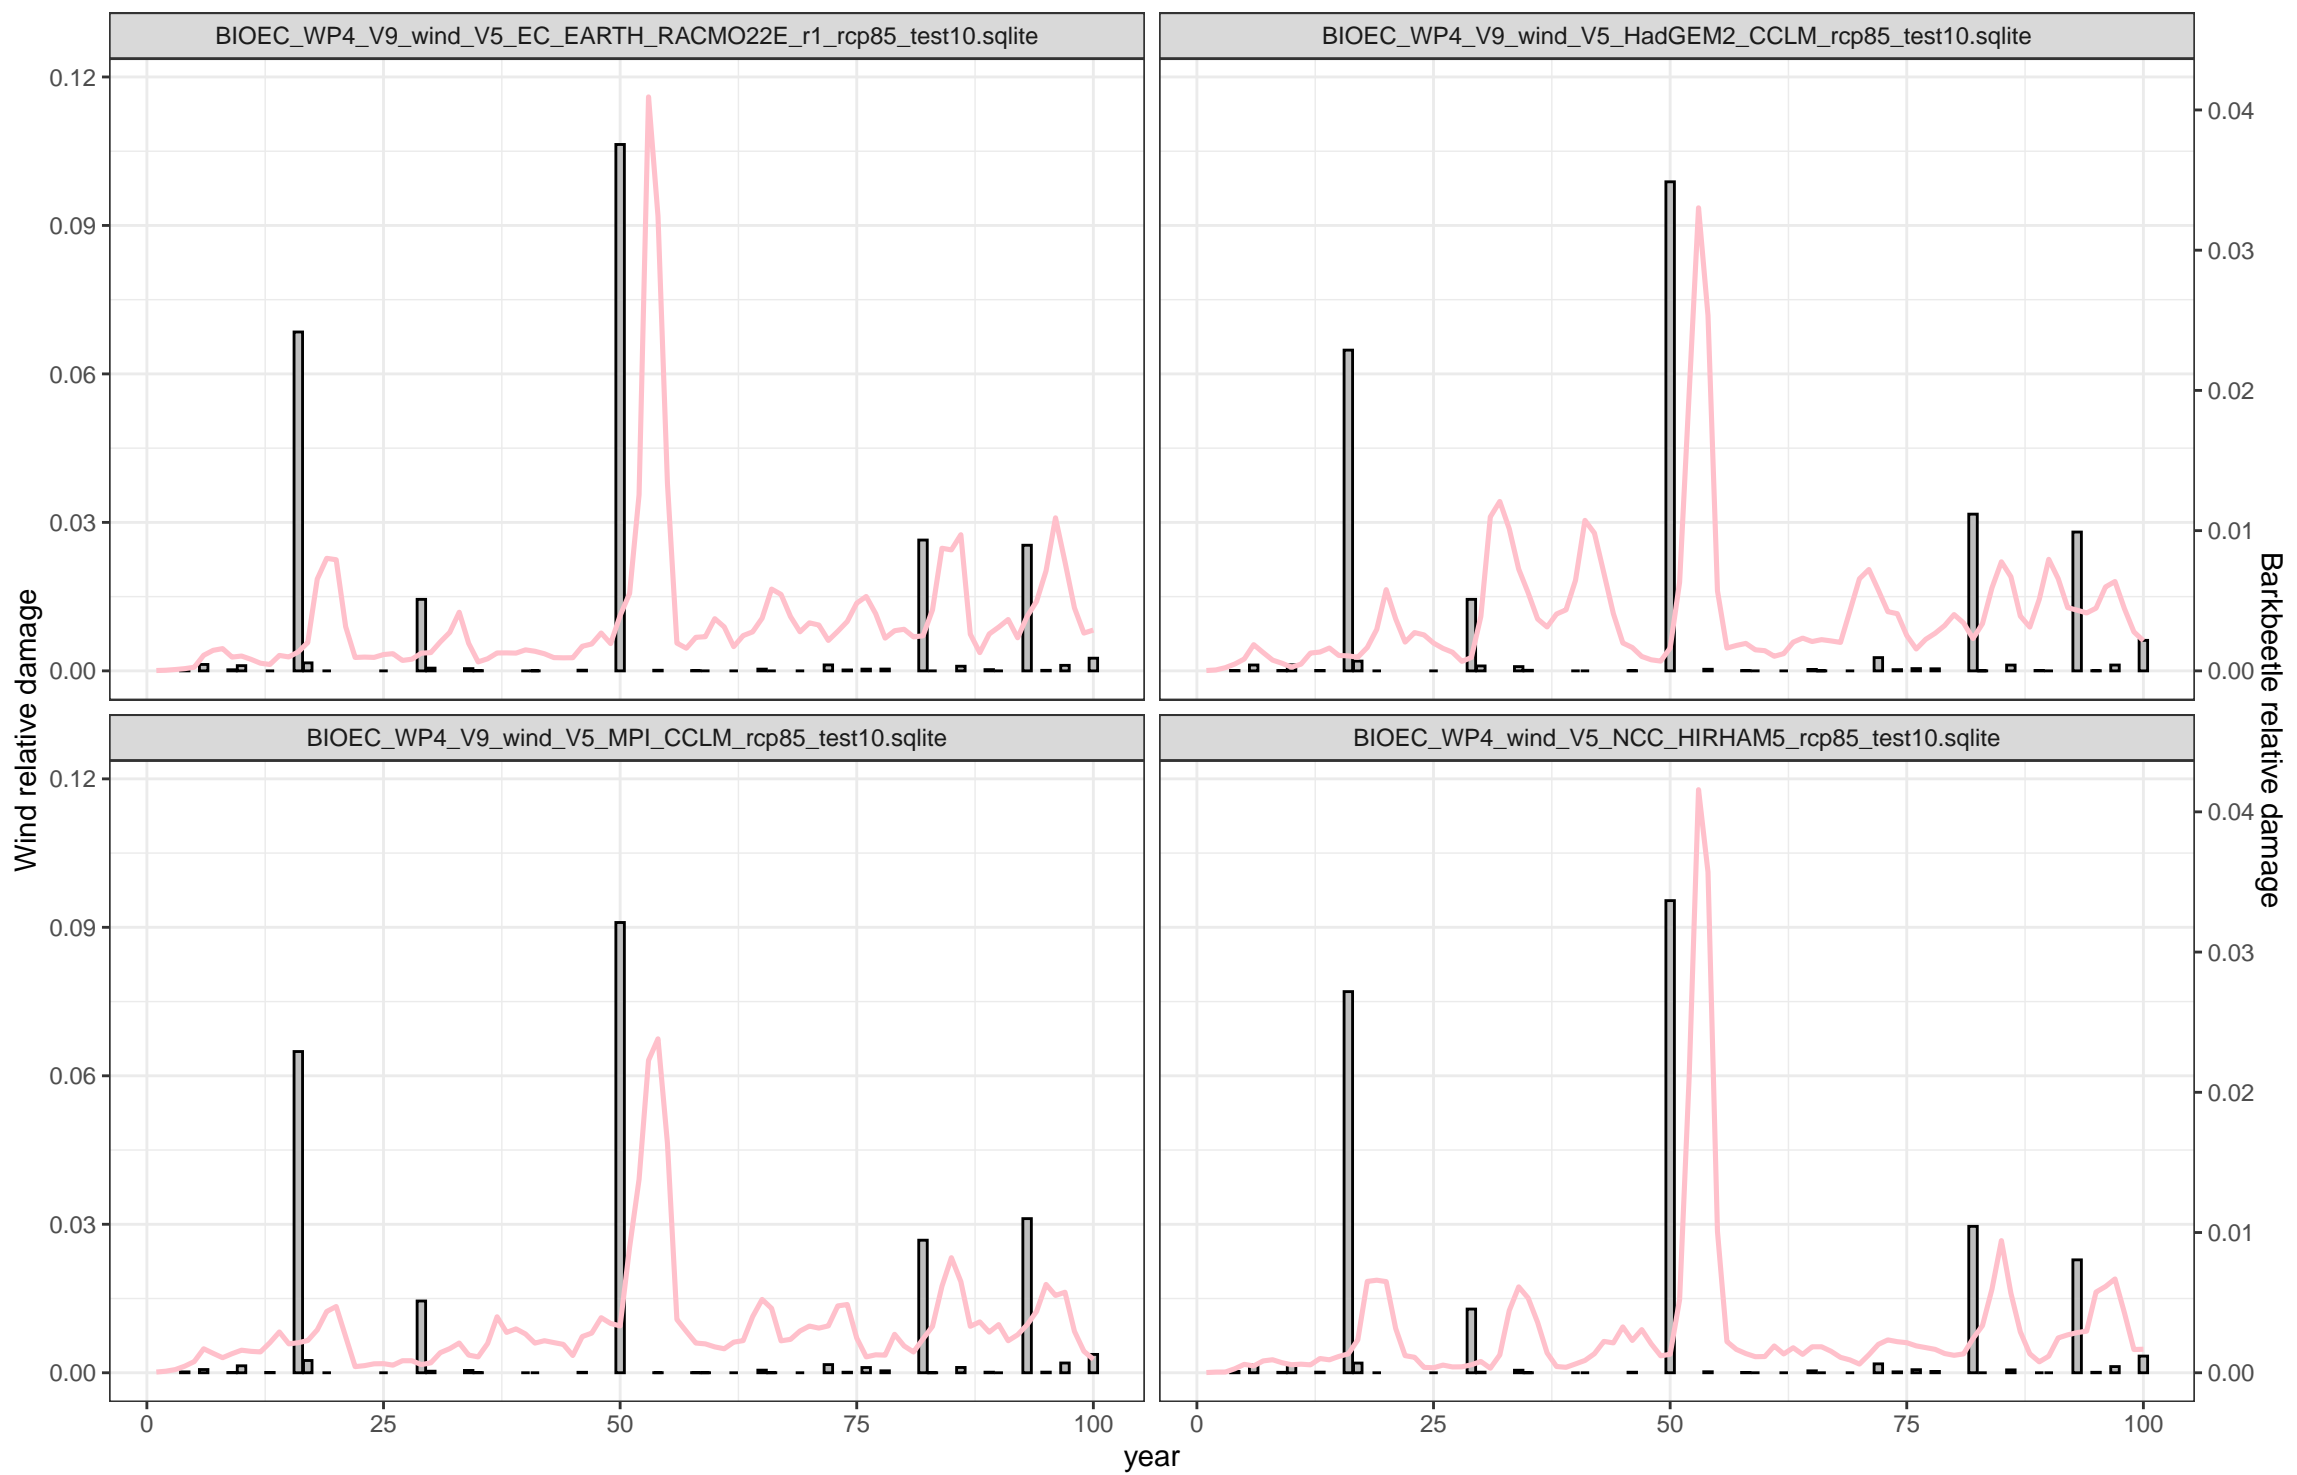 BIOEC_WP4_V9_wind_V5_EC_EARTH_RACMO22E_r1_rcp85_test10.sqlite
BIOEC_WP4_V9_wind_V5_HadGEM2_CCLM_rcp85_test10.sqlite
0.12
0.09
0.06
0.03
0.00
0.04
0.03
0.02
0.01
0.00
BIOEC_WP4_V9_wind_V5_MPI_CCLM_rcp85_test10.sqlite
BIOEC_WP4_wind_V5_NCC_HIRHAM5_rcp85_test10.sqlite
0.12
0.09
0.06
0.03
0.00
0.04
0.03
0.02
0.01
0.00
0 25 50 75 100
0 25 50 75 100
year
Wind relative damage
Barkbeetle relative damage